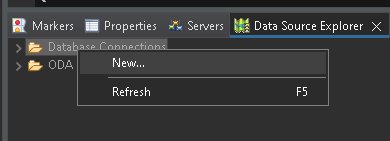 Markers Properties Servers Data Source Explorer
Database Connections
New...
ODA
Refresh F5